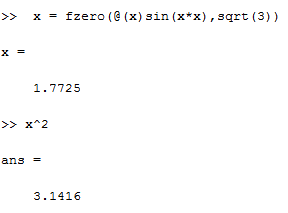 >> x = fzero(@(x)sin(x*x),sqrt(3))
x =
1.7725
>> x^2
ans =
3.1416